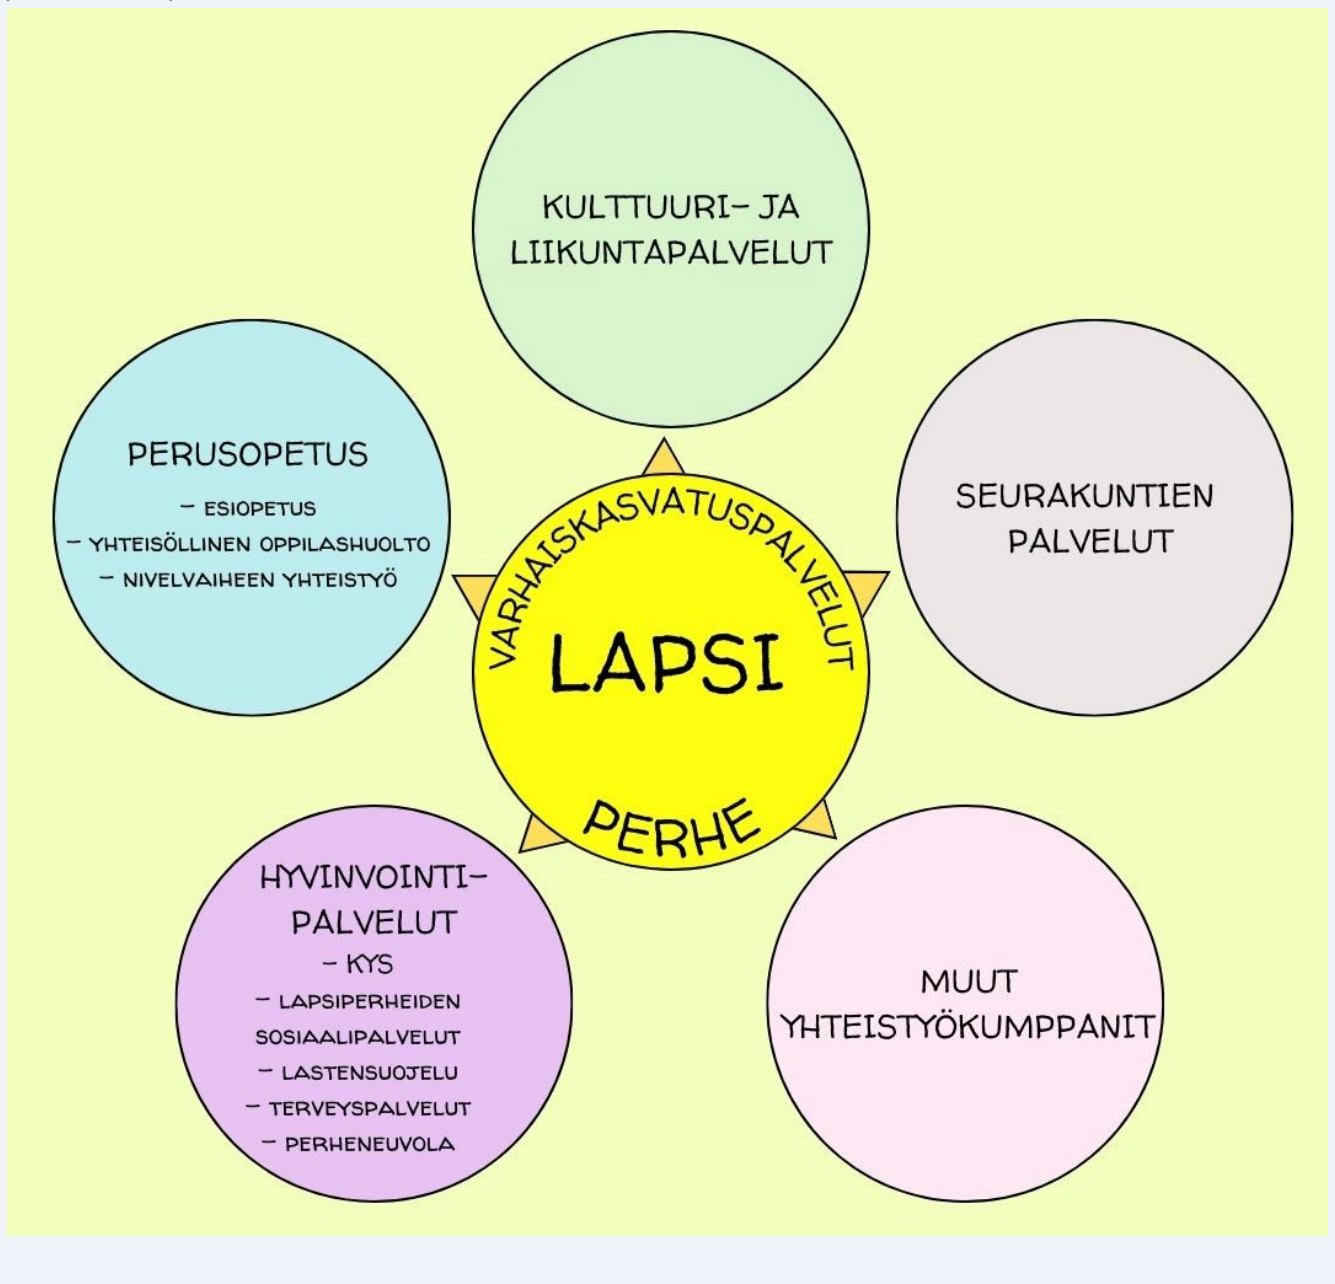 KULTTUURI- JA
LIIKUNTAPALVELUT
PERUSOPETUS
- ESIOPETUS
- YHTEISÖLLINEN OPPILASHUOLTO
- NIVELVAIHEEN YHTEISTYÖ
SEURAKUNTIEN
PALVELUT
VARHAISKASVATUSPALVELUT
LAPSI
PERHE
HYVINVOINTI-
PALVELUT
- KYS
- LAPSIPERHEIDEN
SOSIAALIPALVELUT
- LASTENSUOJELU
- TERVEYSPALVELUT
- PERHENEUVOLA
MUUT
YHTEISTYÖKUMPPANIT